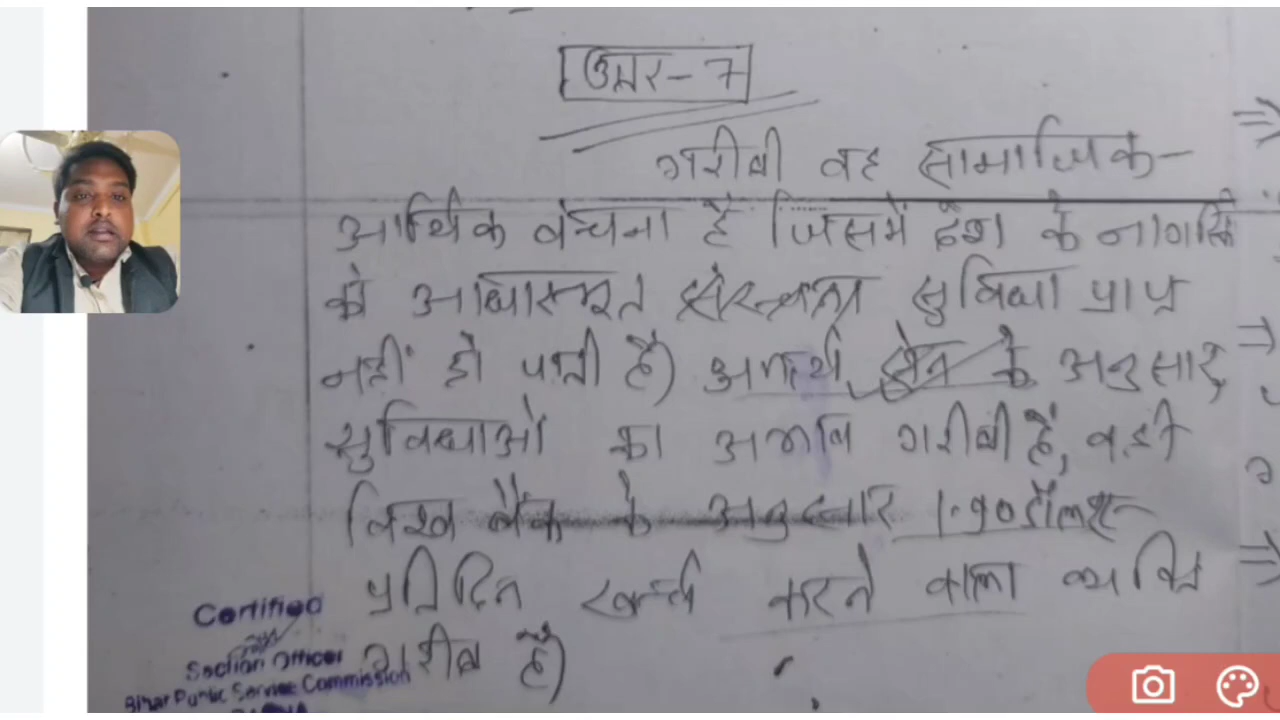 उत्तर-7
गरीबी वह सामाजिक-
आर्थिक वंचना है जिसमें देश के नागरिकों
को आधारभूत संरचना सुविधा प्राप्त
नहीं हो पाती है। अमर्त्य सेन के अनुसार,
सुविधाओं का अभाव गरीबी है, वही
विश्व बैंक के अनुसार 1.90 डॉलर
प्रतिदिन खर्च करने वाला व्यक्ति
गरीब है।
Certified
Section Officer
Bihar Public Service Commission